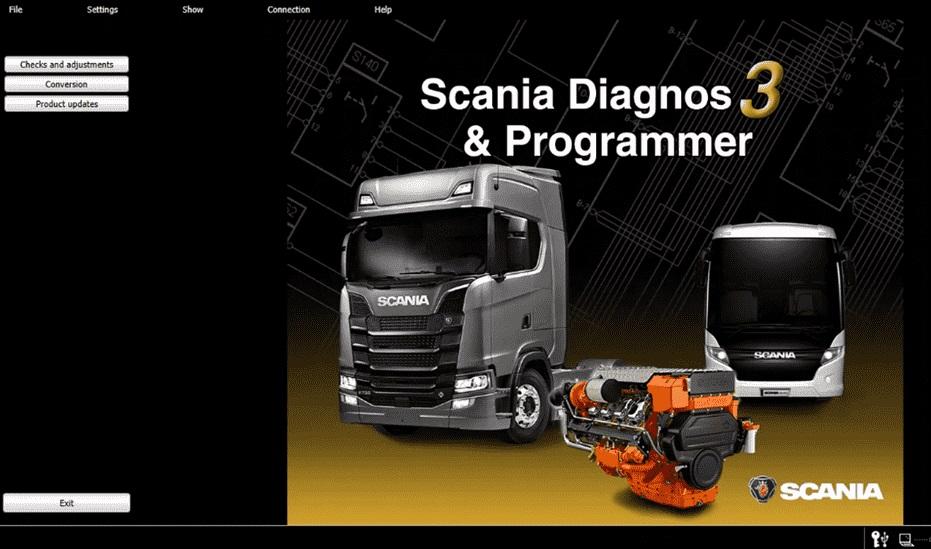 File Settings Show Connection Help
Checks and adjustments
Conversion
Product updates
Scania Diagnos 3
& Programmer
S140
SCANIA
SCANIA
SCANIA
Exit